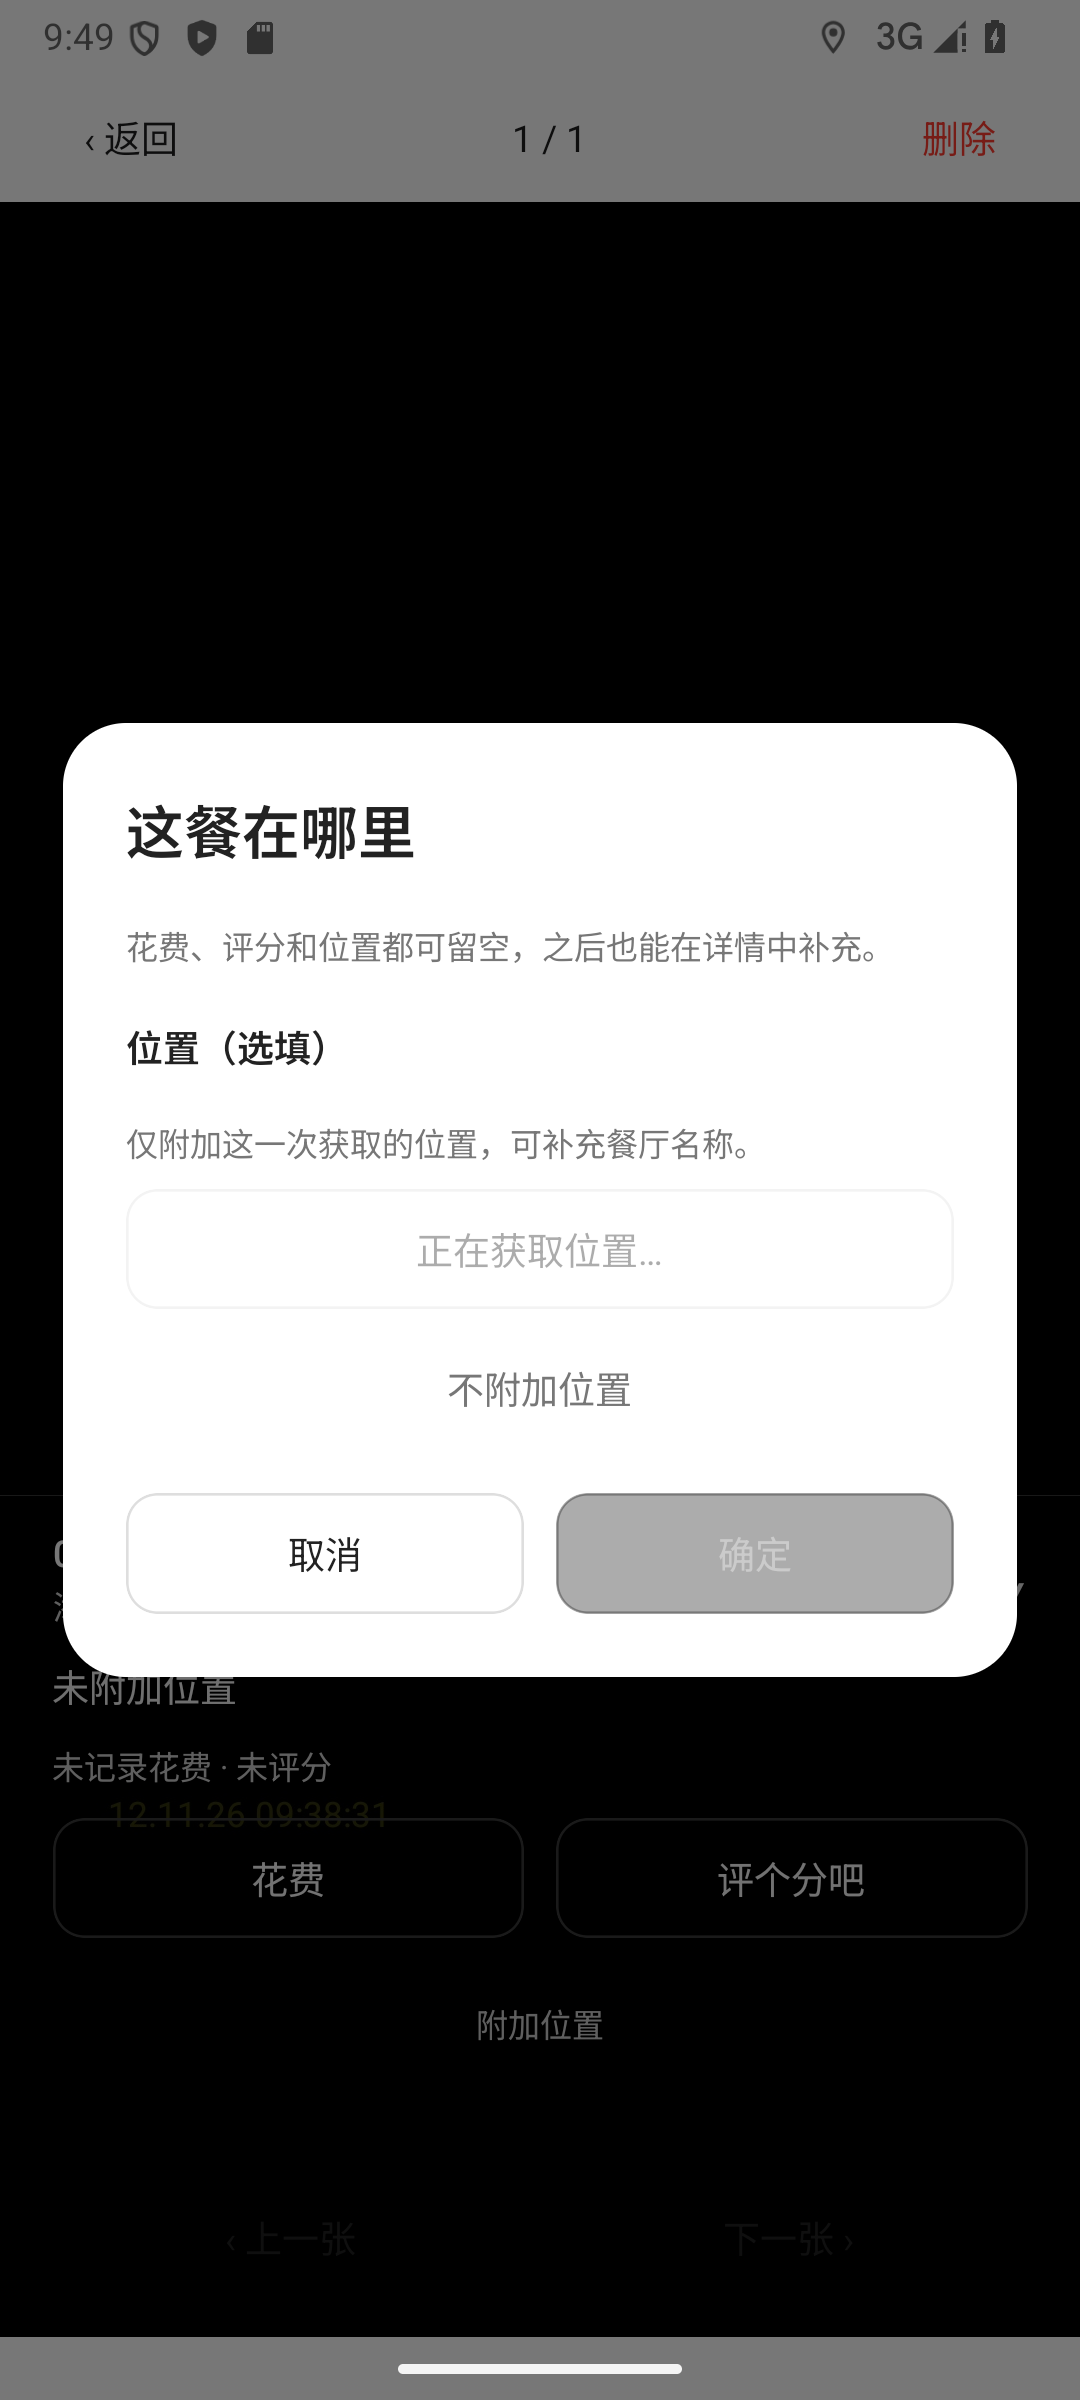 9:49 3G
‹ 返回 1 / 1 删除
这餐在哪里
花费、评分和位置都可留空，之后也能在详情中补充。
位置（选填）
仅附加这一次获取的位置，可补充餐厅名称。
正在获取位置…
不附加位置
取消 确定
未附加位置
未记录花费 · 未评分
12.11.26 09:38:31
花费 评个分吧
附加位置
‹ 上一张 下一张 ›